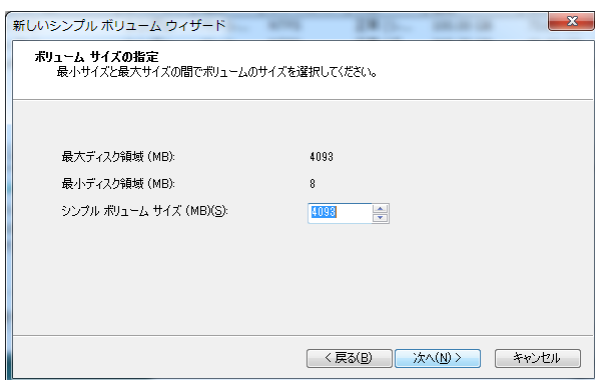 新しいシンプル ボリューム ウィザード
ボリューム サイズの指定
最小サイズと最大サイズの間でボリュームのサイズを選択してください。
最大ディスク領域 (MB): 4093
最小ディスク領域 (MB): 8
シンプル ボリューム サイズ (MB)(S): 4093
< 戻る(B) 次へ(N) > キャンセル